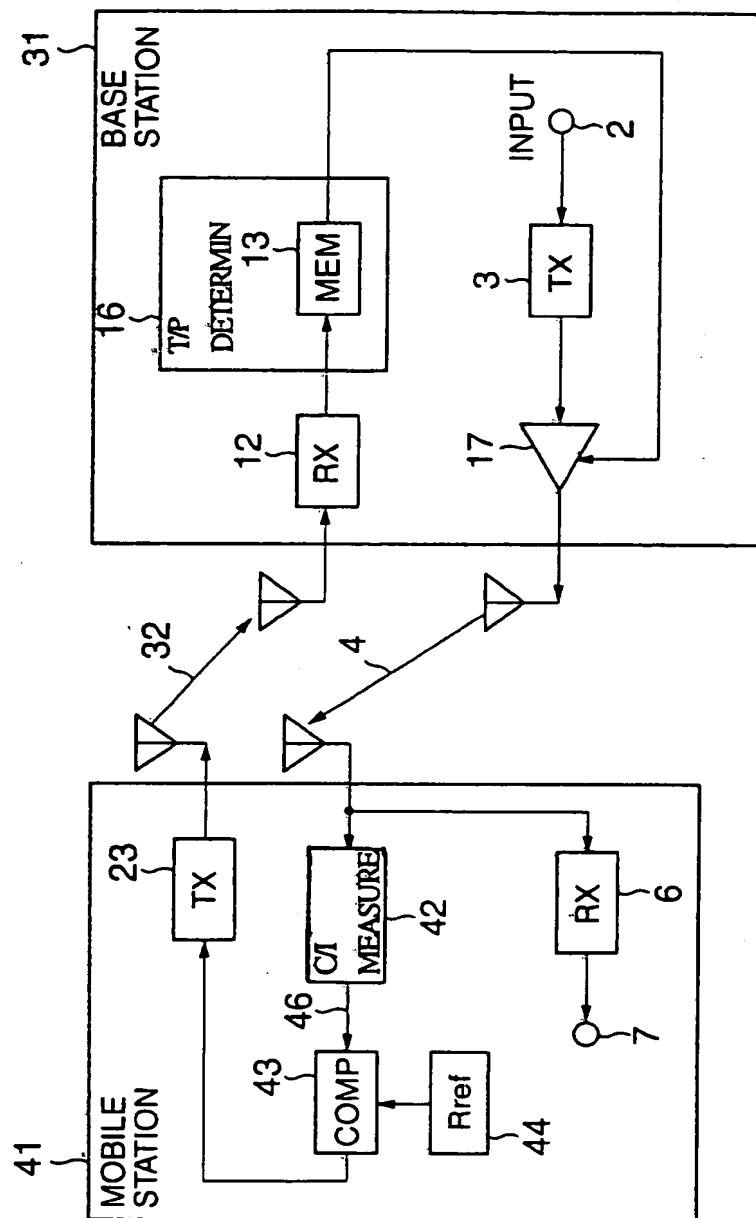 31
BASE
STATION
16
T/P
DETERMIN
13
MEM
12
RX
INPUT
2
3
TX
17
32
4
41
MOBILE
STATION
23
TX
C/I
MEASURE
42
46
43
COMP
Rref
44
RX
6
7